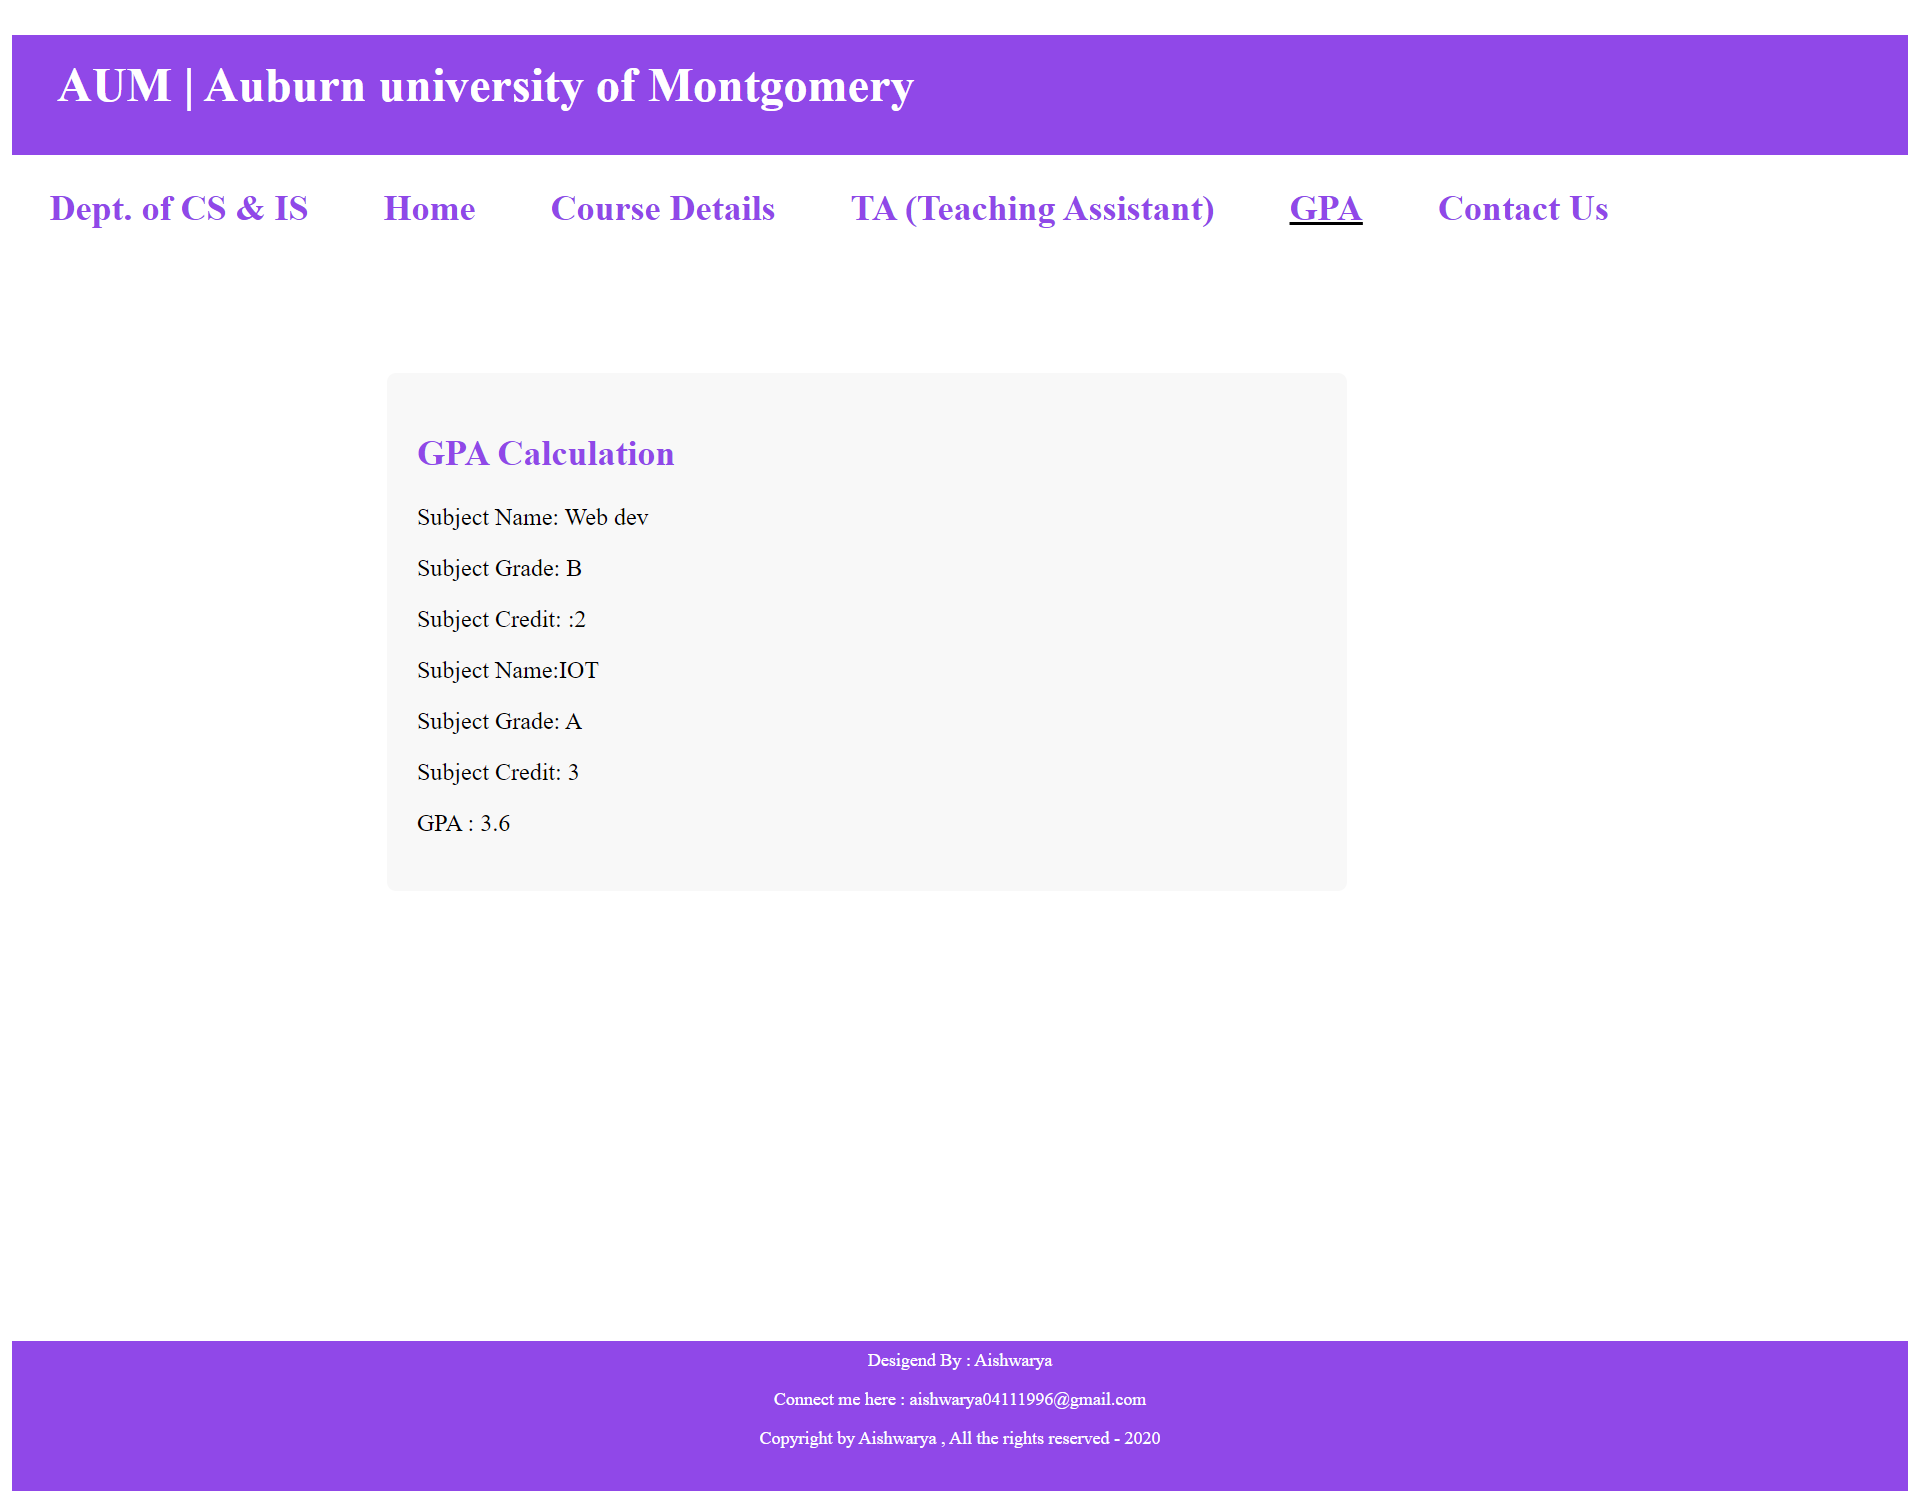 AUM | Auburn university of Montgomery
Dept. of CS & IS Home Course Details TA (Teaching Assistant) GPA Contact Us
GPA Calculation
Subject Name: Web dev
Subject Grade: B
Subject Credit: :2
Subject Name:IOT
Subject Grade: A
Subject Credit: 3
GPA : 3.6
Desigend By : Aishwarya
Connect me here : aishwarya04111996@gmail.com
Copyright by Aishwarya , All the rights reserved - 2020